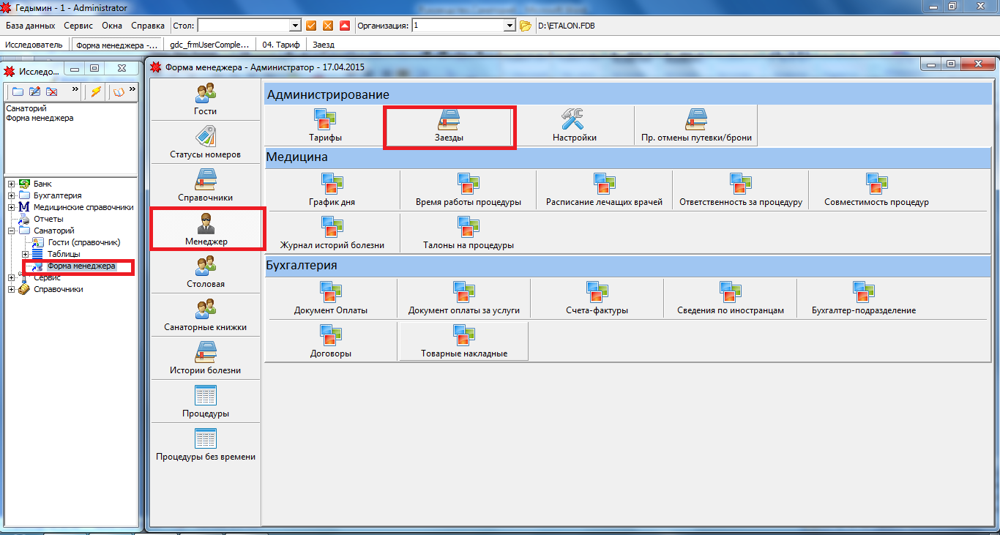 Гедымин - 1 - Administrator
База данных Сервис Окна Справка Стол: Организация: 1 D:\ETALON.FDB
Исследователь Форма менеджера -... gdc_frmUserComple... 04. Тариф Заезд
Исследо...
»
»
Санаторий
Форма менеджера
Банк
Бухгалтерия
Медицинские справочники
Отчеты
Санаторий
Гости (справочник)
Таблицы
Форма менеджера
Сервис
Справочники
Форма менеджера - Администратор - 17.04.2015
Гости
Статусы номеров
Справочники
Менеджер
Столовая
Санаторные книжки
Истории болезни
Процедуры
Процедуры без времени
Администрирование
Тарифы Заезды Настройки Пр. отмены путевки/брони
Медицина
График дня Время работы процедуры Расписание лечащих врачей Ответственность за процедуру Совместимость процедур
Журнал историй болезни Талоны на процедуры
Бухгалтерия
Документ Оплаты Документ оплаты за услуги Счета-фактуры Сведения по иностранцам Бухгалтер-подразделение
Договоры Товарные накладные